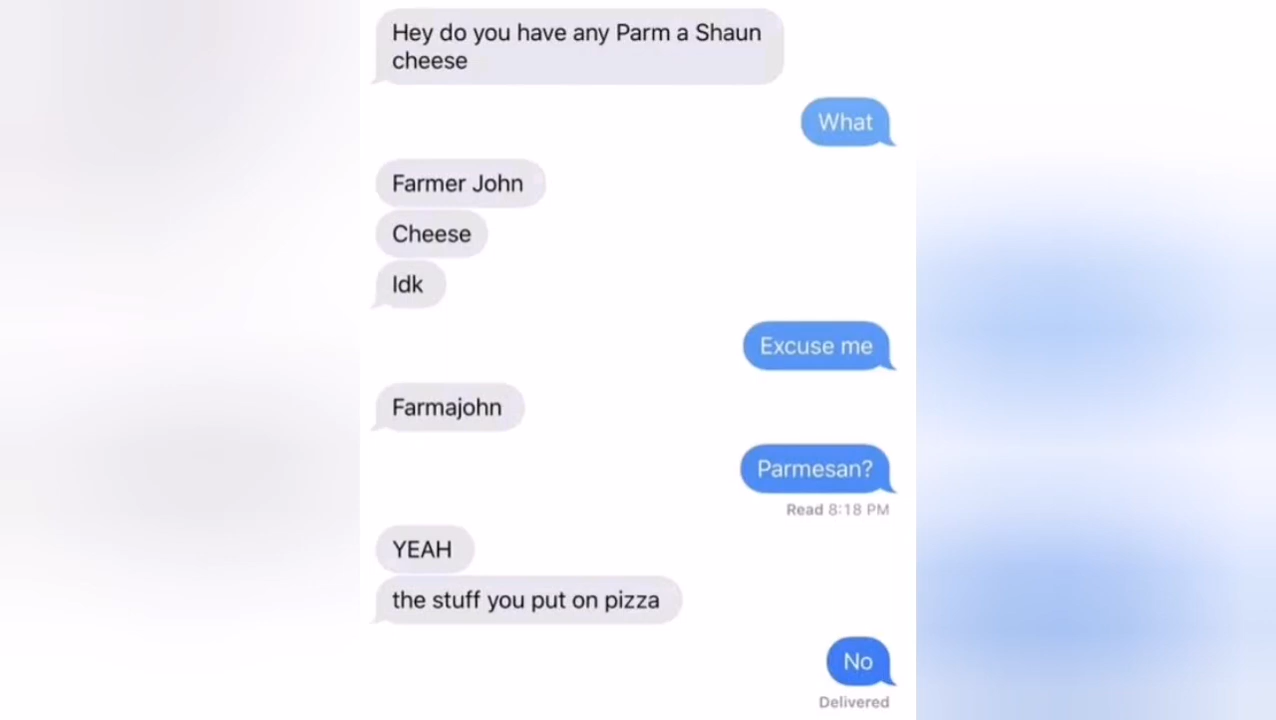 Hey do you have any Parm a Shaun
cheese
What
Farmer John
Cheese
Idk
Excuse me
Farmajohn
Parmesan?
Read 8:18 PM
YEAH
the stuff you put on pizza
No
Delivered